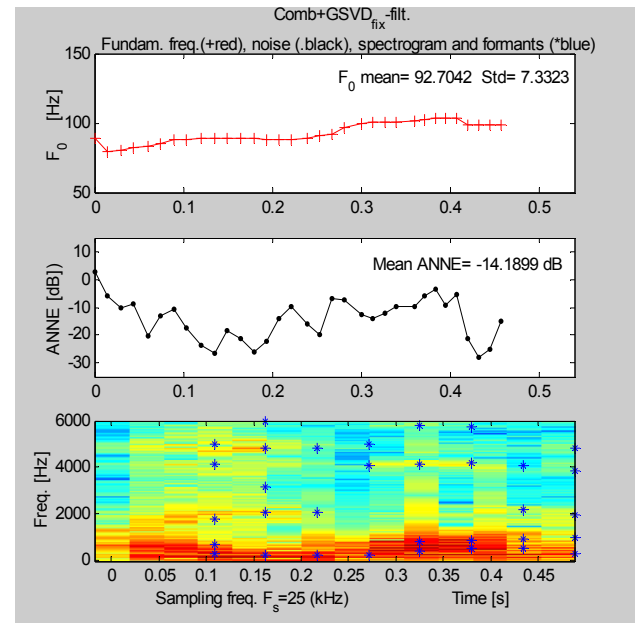 Comb+GSVD_fix-filt.
Fundam. freq.(+red), noise (.black), spectrogram and formants (*blue)
150
100
50
F_0 [Hz]
F_0 mean= 92.7042 Std= 7.3323
0 0.1 0.2 0.3 0.4 0.5
10
0
-10
-20
-30
ANNE [dB])
Mean ANNE= -14.1899 dB
0 0.1 0.2 0.3 0.4 0.5
6000
4000
2000
0
Freq. [Hz]
0 0.05 0.1 0.15 0.2 0.25 0.3 0.35 0.4 0.45
Sampling freq. F_s=25 (kHz) Time [s]